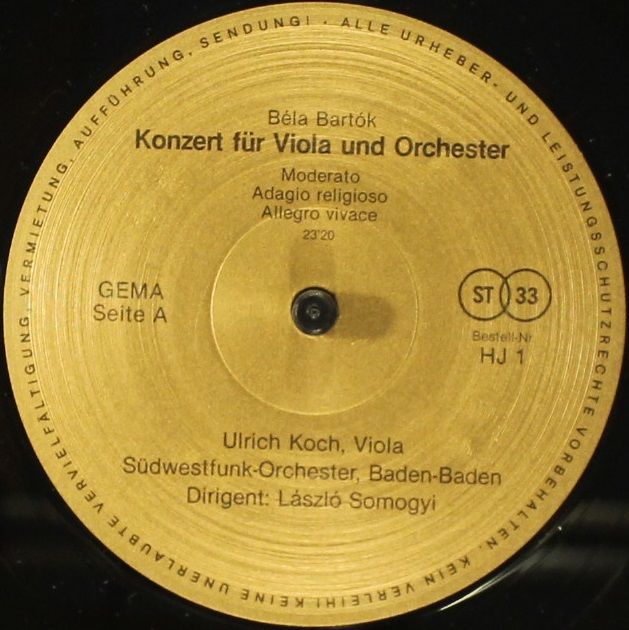 Béla Bartók
Konzert für Viola und Orchester
Moderato
Adagio religioso
Allegro vivace
23'20
GEMA
Seite A
ST 33
Bestell-Nr
HJ 1
Ulrich Koch, Viola
Südwestfunk-Orchester, Baden-Baden
Dirigent: László Somogyi
ALLE URHEBER- UND LEISTUNGSSCHUTZRECHTE VORBEHALTEN. KEIN VERLEIH! KEINE UNERLAUBTE VERVIELFÄLTIGUNG, VERMIETUNG, AUFFÜHRUNG, SENDUNG! ·